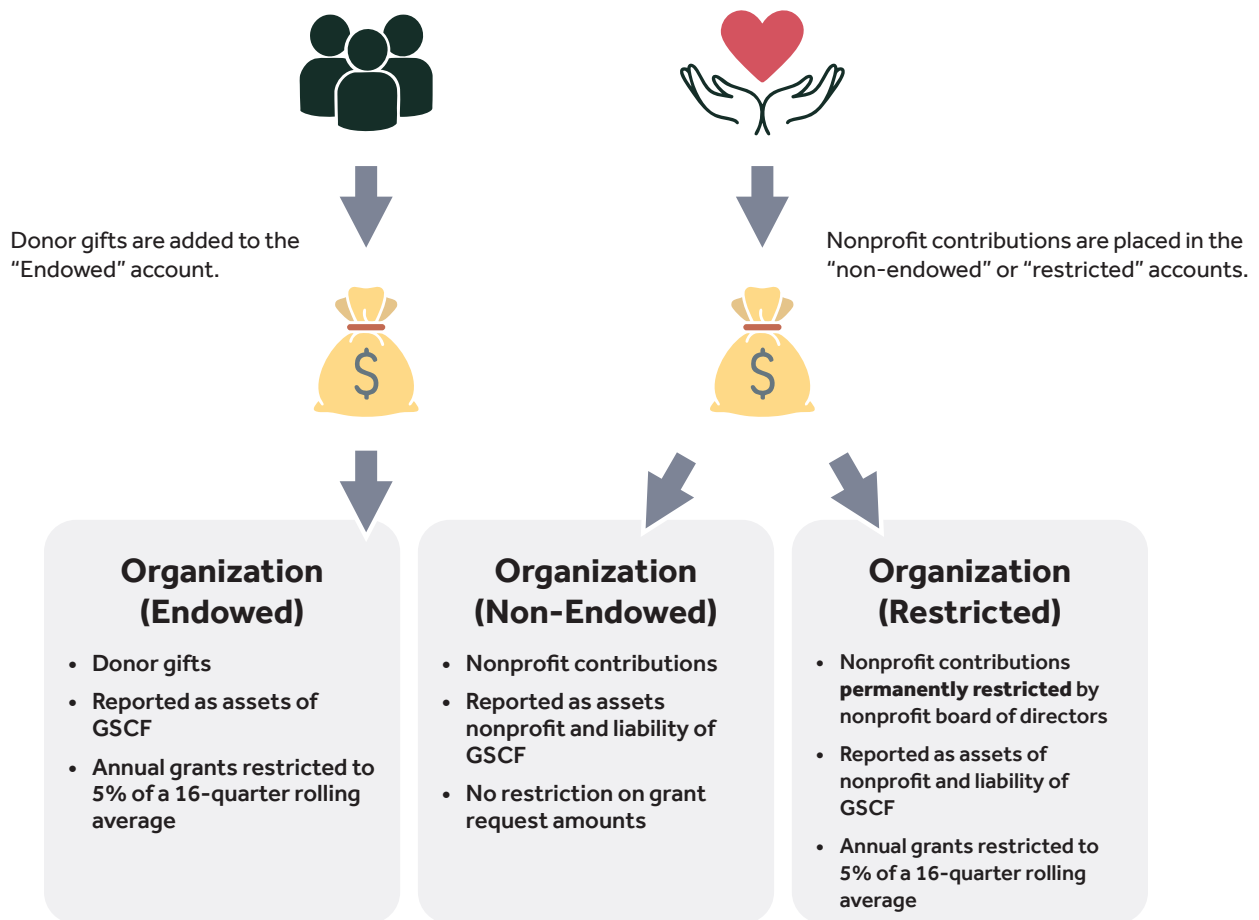 Donor gifts are added to the
“Endowed” account.
Nonprofit contributions are placed in the
“non-endowed” or “restricted” accounts.
$
$
Organization
(Endowed)
• Donor gifts
• Reported as assets of
GSCF
• Annual grants restricted to
5% of a 16-quarter rolling
average
Organization
(Non-Endowed)
• Nonprofit contributions
• Reported as assets
nonprofit and liability of
GSCF
• No restriction on grant
request amounts
Organization
(Restricted)
• Nonprofit contributions
permanently restricted by
nonprofit board of directors
• Reported as assets of
nonprofit and liability of
GSCF
• Annual grants restricted to
5% of a 16-quarter rolling
average